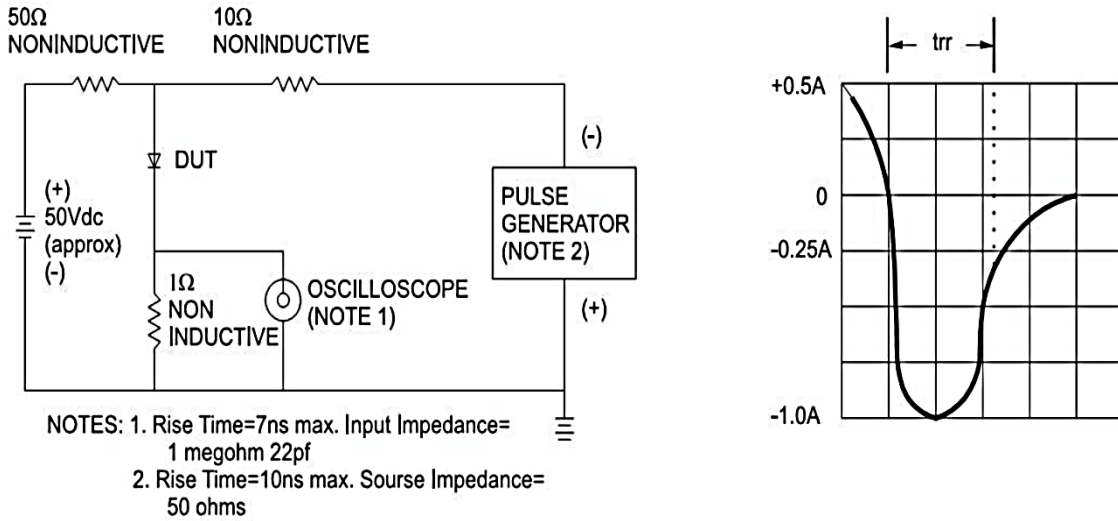 50Ω
NONINDUCTIVE
10Ω
NONINDUCTIVE
DUT
(+)
50Vdc
(approx)
(-)
1Ω
NON
INDUCTIVE
OSCILLOSCOPE
(NOTE 1)
(-)
PULSE
GENERATOR
(NOTE 2)
(+)
NOTES: 1. Rise Time=7ns max. Input Impedance=
1 megohm 22pf
2. Rise Time=10ns max. Sourse Impedance=
50 ohms
trr
+0.5A
0
-0.25A
-1.0A